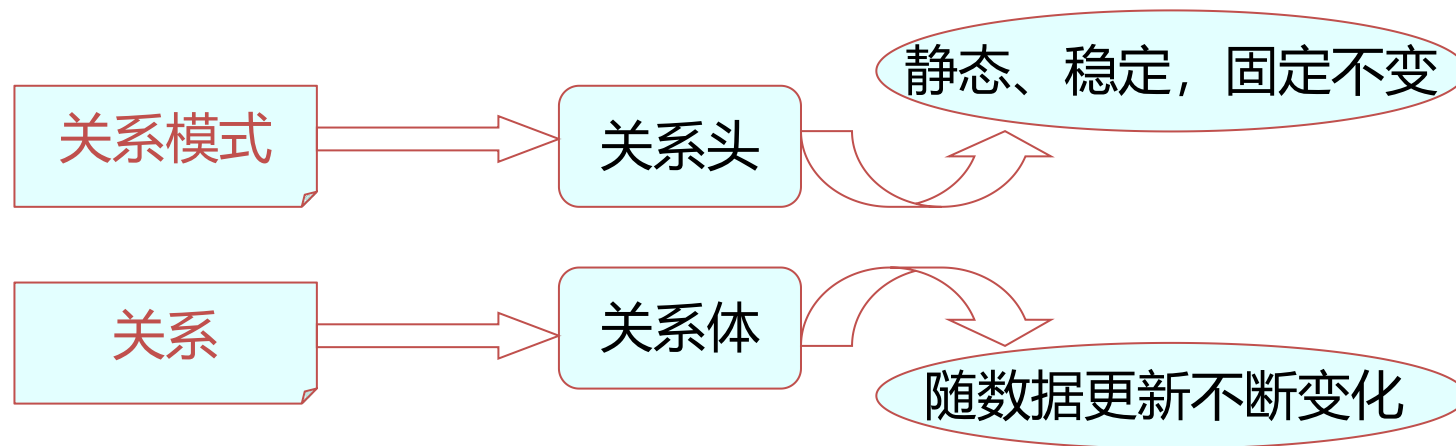 静态、稳定，固定不变
关系模式
关系头
关系
关系体
随数据更新不断变化